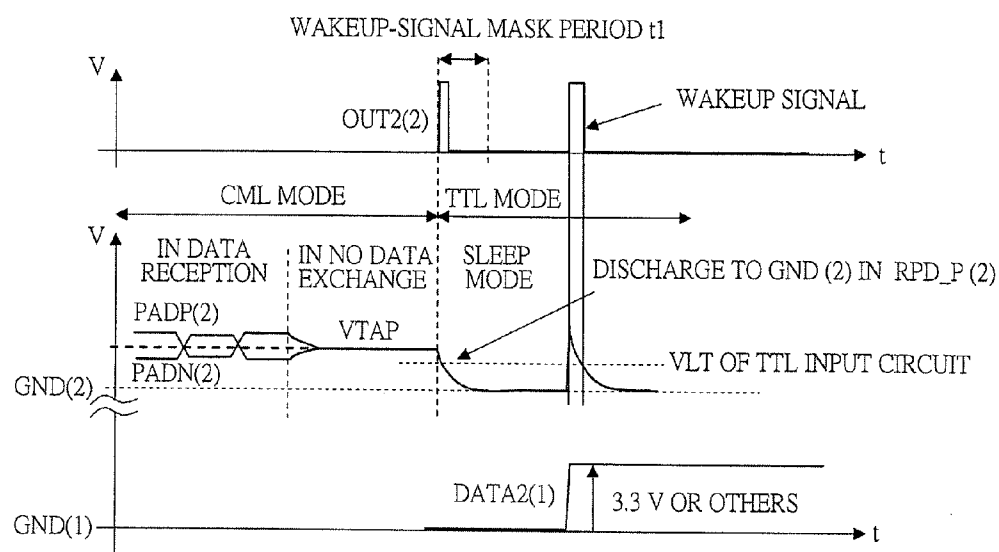 WAKEUP-SIGNAL MASK PERIOD t1
V
OUT2(2)
WAKEUP SIGNAL
t
CML MODE
TTL MODE
V
IN DATA
RECEPTION
IN NO DATA
EXCHANGE
SLEEP
MODE
DISCHARGE TO GND (2) IN RPD_P (2)
PADP(2)
VTAP
PADN(2)
VLT OF TTL INPUT CIRCUIT
GND(2)
V
DATA2(1)
3.3 V OR OTHERS
GND(1)
t